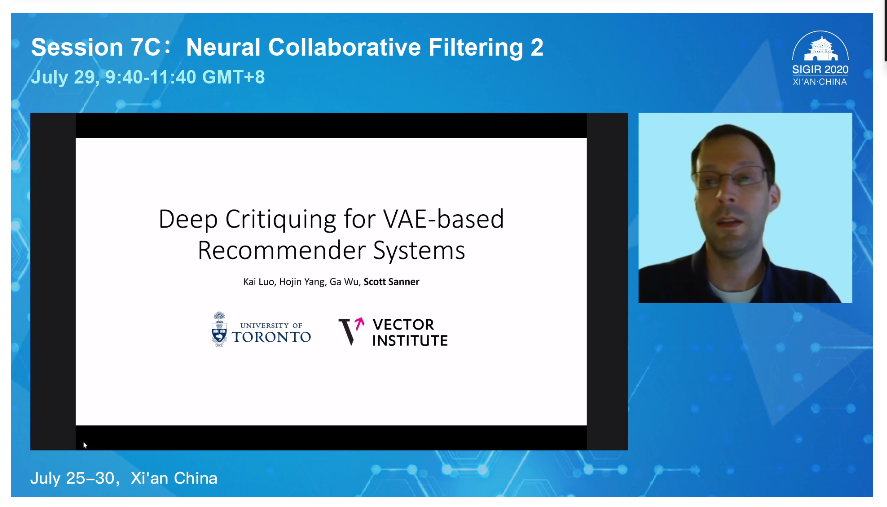 Session 7C：Neural Collaborative Filtering 2
July 29, 9:40-11:40 GMT+8
SIGIR 2020
XI'AN·CHINA
Deep Critiquing for VAE-based
Recommender Systems
Kai Luo, Hojin Yang, Ga Wu, Scott Sanner
UNIVERSITY OF
TORONTO
VECTOR
INSTITUTE
July 25–30，Xi'an China